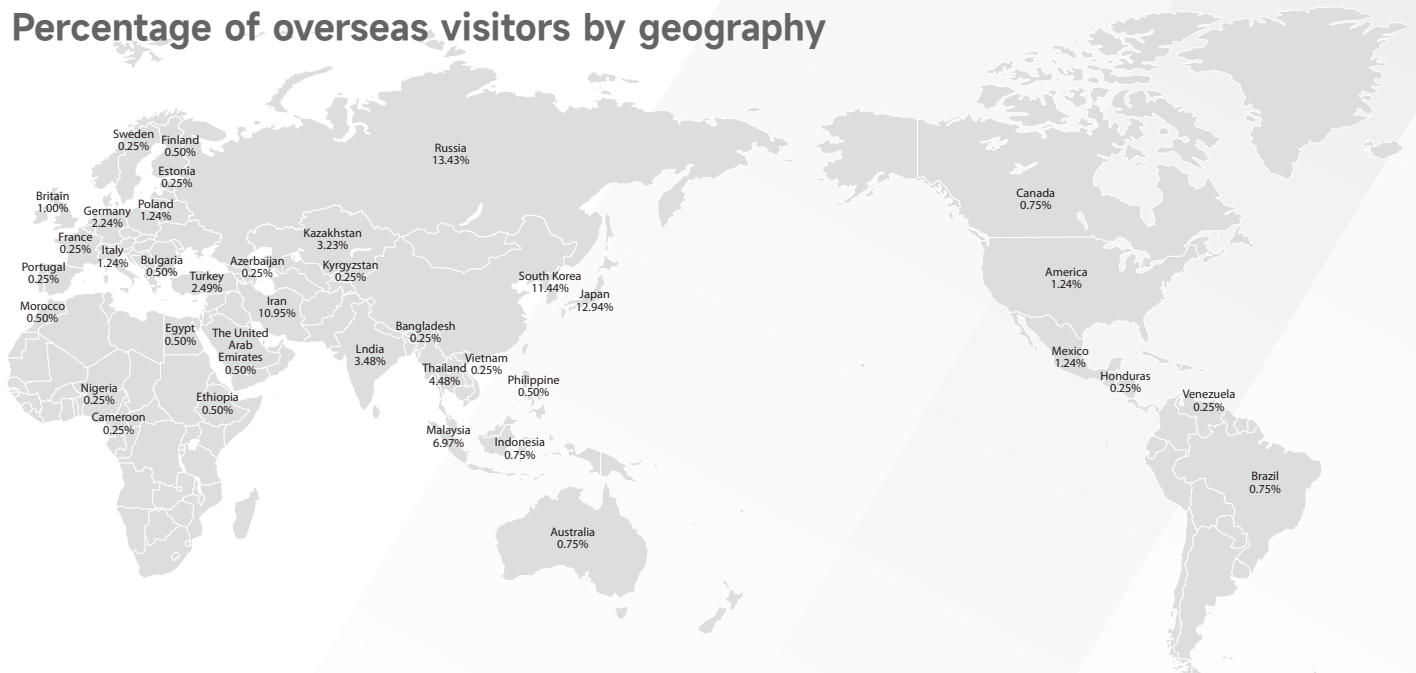 Percentage of overseas visitors by geography
Sweden
0.25%
Finland
0.50%
Estonia
0.25%
Russia
13.43%
Britain
1.00%
Germany
2.24%
Poland
1.24%
France
0.25%
Italy
1.24%
Bulgaria
0.50%
Portugal
0.25%
Turkey
2.49%
Azerbaijan
0.25%
Kazakhstan
3.23%
Kyrgyzstan
0.25%
South Korea
11.44%
Japan
12.94%
Morocco
0.50%
Iran
10.95%
Egypt
0.50%
The United
Arab
Emirates
0.50%
Bangladesh
0.25%
Lndia
3.48%
Thailand
4.48%
Vietnam
0.25%
Philippine
0.50%
Nigeria
0.25%
Cameroon
0.25%
Ethiopia
0.50%
Malaysia
6.97%
Indonesia
0.75%
Australia
0.75%
Canada
0.75%
America
1.24%
Mexico
1.24%
Honduras
0.25%
Venezuela
0.25%
Brazil
0.75%